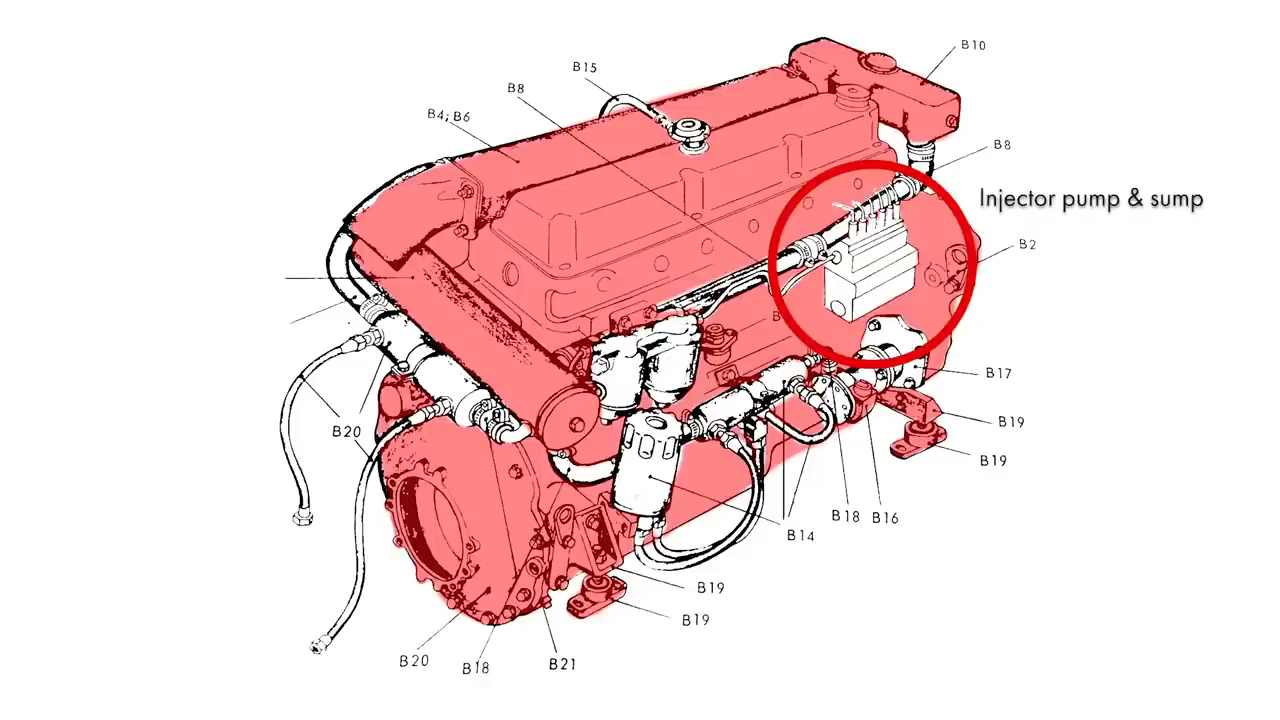 B10
B15
B8
B4; B6
B8
Injector pump & sump
B2
B
B17
B19
B20
B19
B18 B16
B14
B19
B19
B20
B18
B21